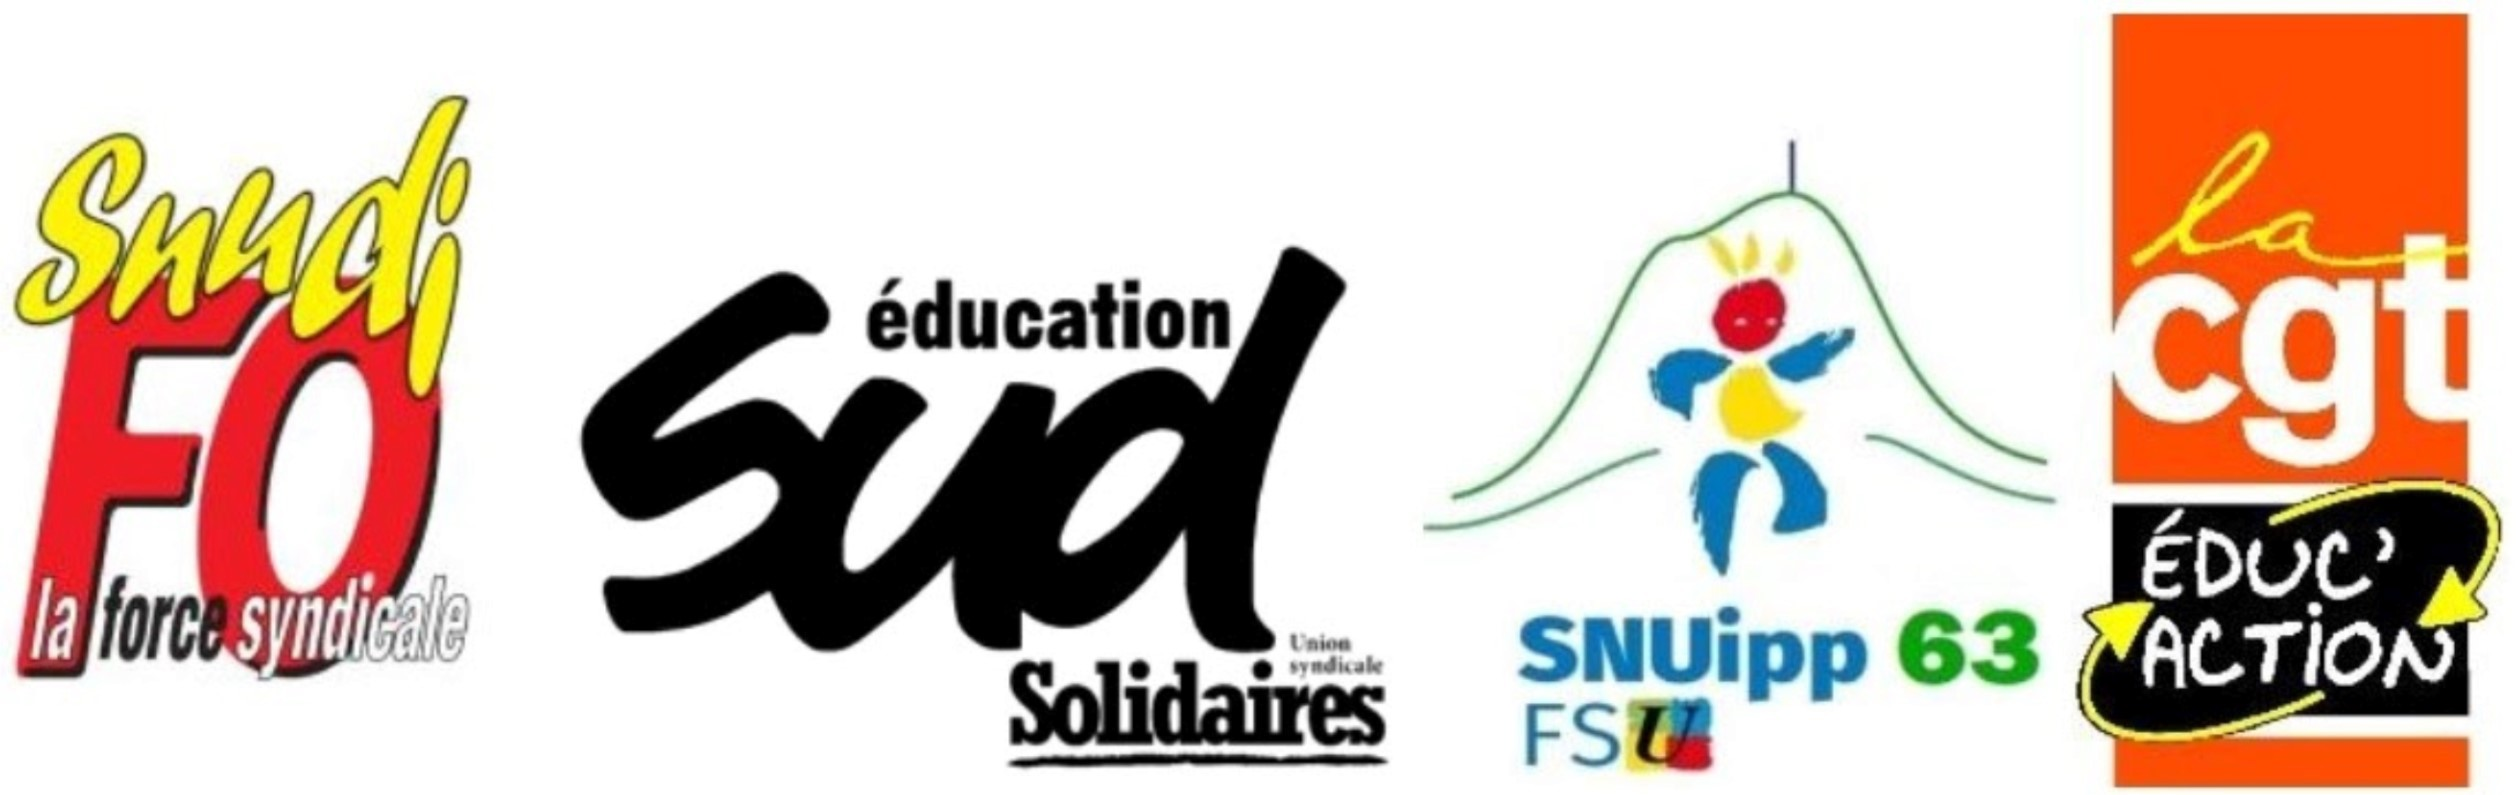 Snudi
FO
la force syndicale
éducation
Sud
Union
syndicale
Solidaires
SNUipp 63
FSU
la
cgt
ÉDUC'
ACTION